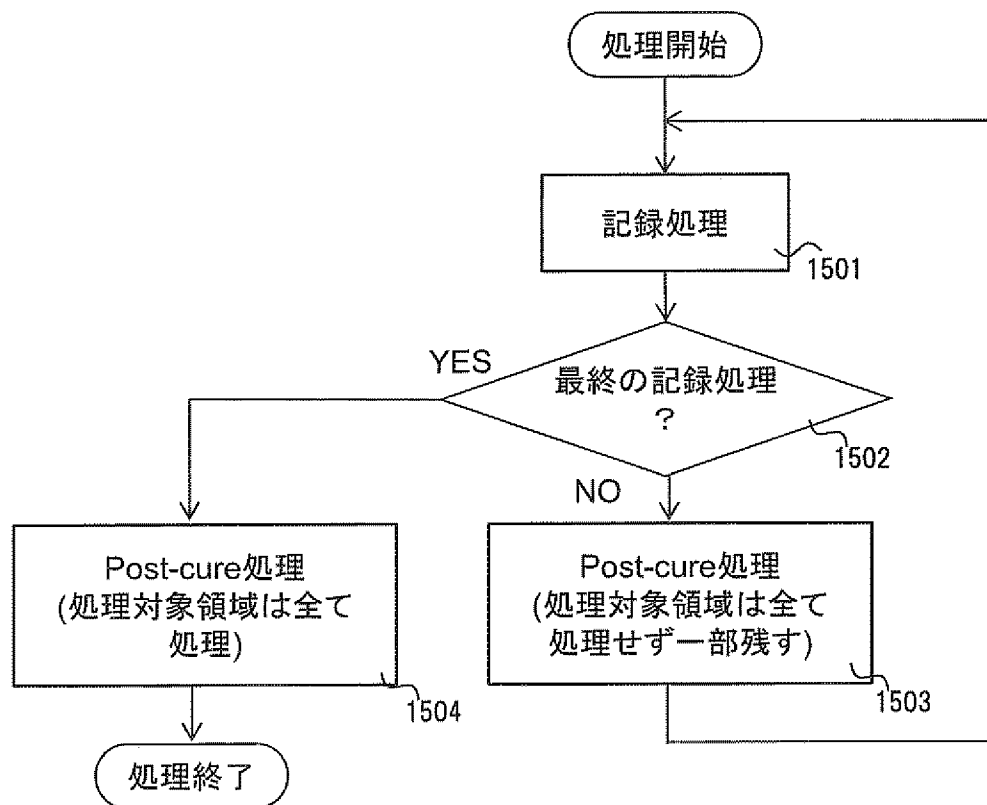 処理開始
記録処理
1501
YES
最終の記録処理
?
1502
NO
Post-cure処理
(処理対象領域は全て
処理)
1504
Post-cure処理
(処理対象領域は全て
処理せず一部残す)
1503
処理終了